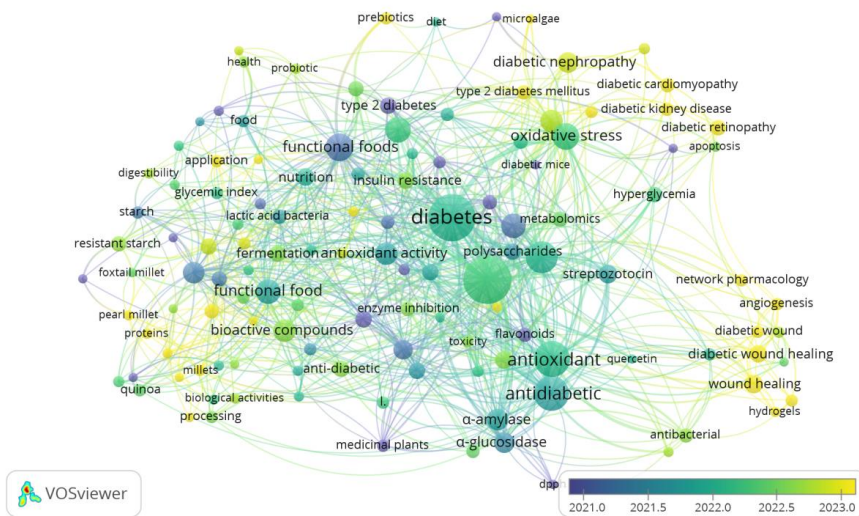 prebiotics
diet
microalgae
health
probiotic
diabetic nephropathy
type 2 diabetes
type 2 diabetes mellitus
diabetic cardiomyopathy
diabetic kidney disease
food
functional foods
oxidative stress
diabetic retinopathy
apoptosis
application
digestibility
nutrition
insulin resistance
diabetic mice
glycemic index
hyperglycemia
starch
lactic acid bacteria
diabetes
metabolomics
resistant starch
fermentation
antioxidant activity
polysaccharides
foxtail millet
streptozotocin
network pharmacology
functional food
pearl millet
enzyme inhibition
angiogenesis
proteins
bioactive compounds
flavonoids
diabetic wound
toxicity
millets
anti-diabetic
antioxidant
quercetin
diabetic wound healing
quinoa
biological activities
antidiabetic
wound healing
l.
hydrogels
processing
α-amylase
medicinal plants
α-glucosidase
antibacterial
dpph
VOSviewer
2021.0 2021.5 2022.0 2022.5 2023.0